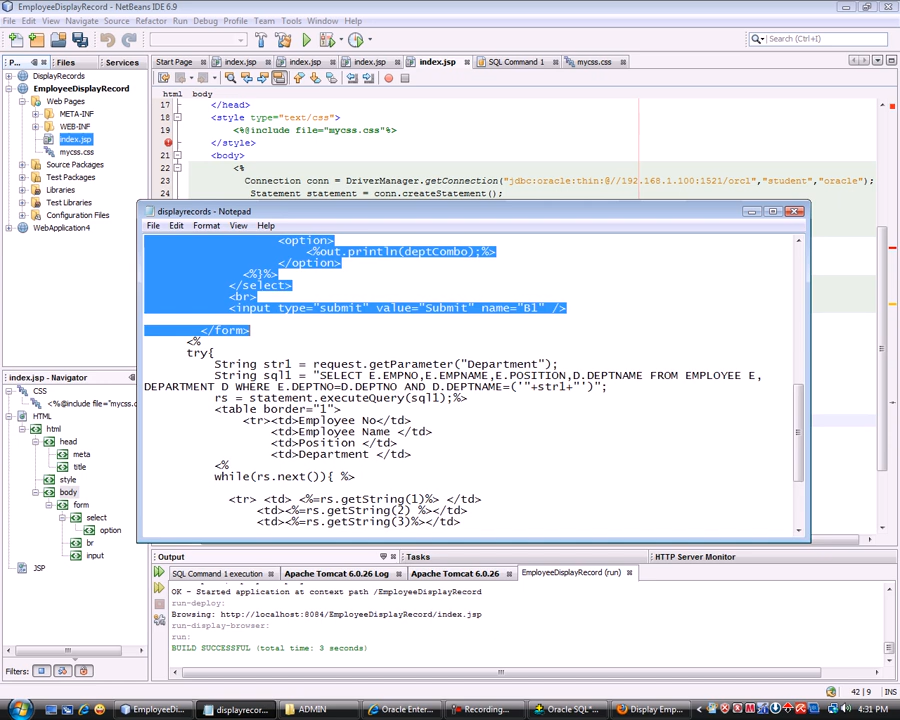 EmployeeDisplayRecord - NetBeans IDE 6.9
File Edit View Navigate Source Refactor Run Debug Profile Team Tools Window Help
Search (Ctrl+I)
P... Files Services
Start Page index.jsp index.jsp index.jsp index.jsp SQL Command 1 mycss.css
DisplayRecords
EmployeeDisplayRecord
Web Pages
META-INF
WEB-INF
index.jsp
mycss.css
Source Packages
Test Packages
Libraries
Test Libraries
Configuration Files
WebApplication4
html body
17 </head>
18 <style type="text/css">
19 <%@include file="mycss.css"%>
</style>
21 <body>
22 <%
23 Connection conn = DriverManager.getConnection("jdbc:oracle:thin:@//192.168.1.100:1521/orcl","student","oracle");
24 Statement statement = conn.createStatement();
displayrecords - Notepad
File Edit Format View Help
<option>
<%out.println(deptCombo);%>
</option>
<%}%>
</select>
<br>
<input type="submit" value="Submit" name="B1" />
</form>
<%
try{
String str1 = request.getParameter("Department");
String sql1 = "SELECT E.EMPNO,E.EMPNAME,E.POSITION,D.DEPTNAME FROM EMPLOYEE E,
DEPARTMENT D WHERE E.DEPTNO=D.DEPTNO AND D.DEPTNAME=('"+str1+"')";
rs = statement.executeQuery(sql1);%>
<table border="1">
<tr><td>Employee No</td>
<td>Employee Name </td>
<td>Position </td>
<td>Department </td>
<%
while(rs.next()){ %>
<tr> <td> <%=rs.getString(1)%> </td>
<td><%=rs.getString(2) %></td>
<td><%=rs.getString(3)%></td>
index.jsp - Navigator
CSS
<%@include file="mycss.c
HTML
html
head
meta
title
style
body
form
select
option
br
input
JSP
Filters:
Output Tasks HTTP Server Monitor
SQL Command 1 execution Apache Tomcat 6.0.26 Log Apache Tomcat 6.0.26 EmployeeDisplayRecord (run)
OK - Started application at context path /EmployeeDisplayRecord
run-deploy:
Browsing: http://localhost:8084/EmployeeDisplayRecord/index.jsp
run-display-browser:
run:
BUILD SUCCESSFUL (total time: 3 seconds)
42 | 9 INS
EmployeeDi... displayrecor... ADMIN Oracle Enter... Recording... Oracle SQL*... Display Emp... 4:31 PM